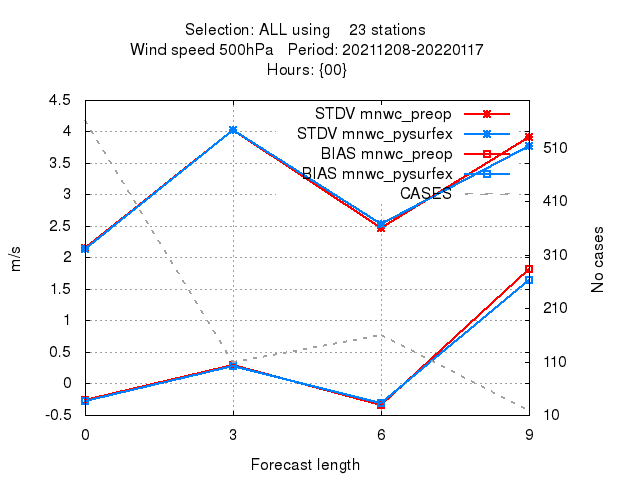 Selection: ALL using    23 stations
Wind speed 500hPa   Period: 20211208-20220117
Hours: {00}
4.5
4
3.5
3
2.5
2
1.5
1
0.5
0
-0.5
m/s
STDV mnwc_preop
STDV mnwc_pysurfex
BIAS mnwc_preop
BIAS mnwc_pysurfex
CASES
510
410
310
210
110
10
No cases
0 3 6 9
Forecast length